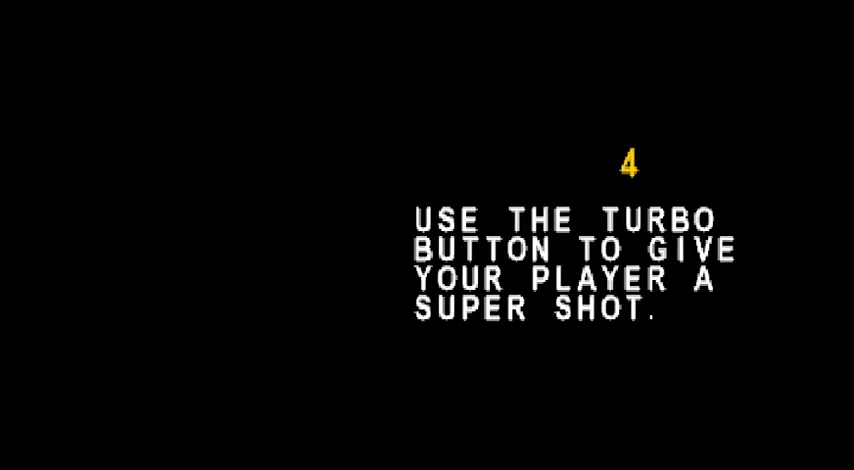 4
USE THE TURBO
BUTTON TO GIVE
YOUR PLAYER A
SUPER SHOT.